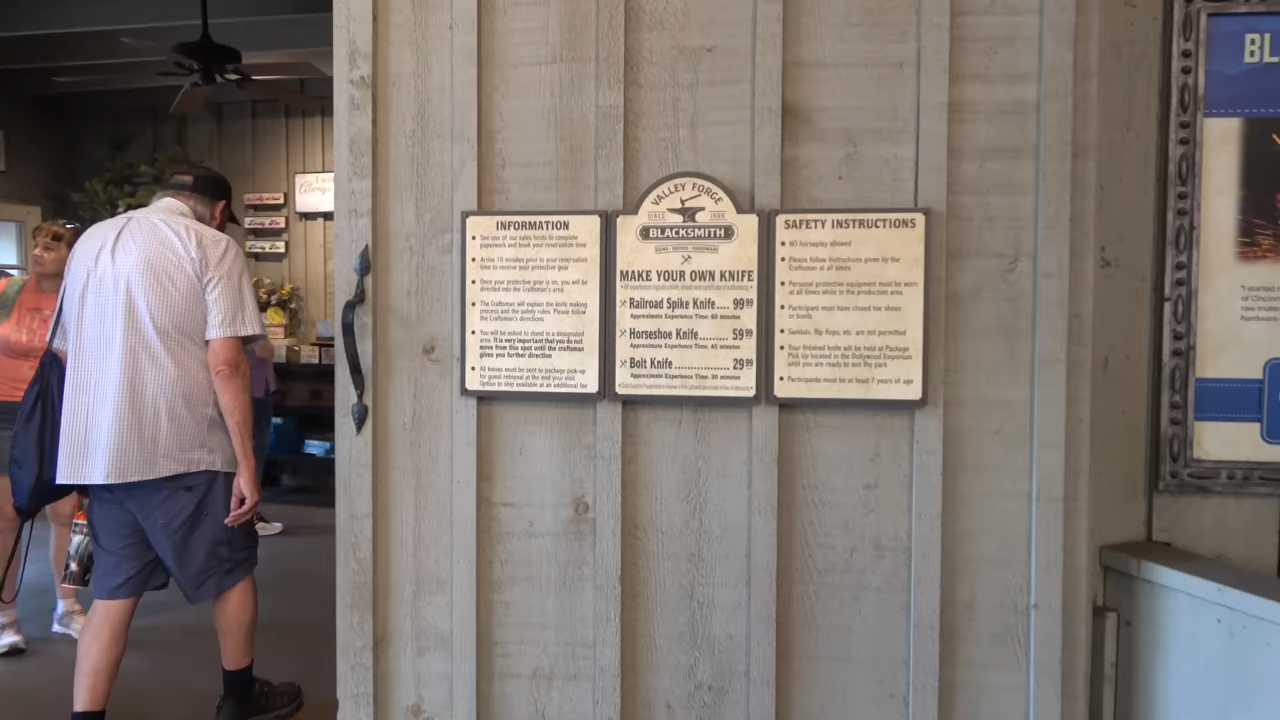 INFORMATION
See one of our sales hosts to complete
paperwork and book your reservation time
Arrive 10 minutes prior to your reservation
time to receive your protective gear
Once your protective gear is on, you will be
directed into the Craftsman's area
The Craftsman will explain the knife making
process and the safety rules. Please follow
the Craftsman's directions
You will be asked to stand in a designated
area. It is very important that you do not
move from this spot until the craftsman
gives you further direction
All knives must be sent to package pick-up
for guest retrieval at the end your visit
Option to ship available at an additional fee
VALLEY FORGE
SINCE
BLACKSMITH
SIGNS · KNIVES · HARDWARE
MAKE YOUR OWN KNIFE
Railroad Spike Knife.... 99.99
Approximate Experience Time: 60 minutes
Horseshoe Knife......... 59.99
Approximate Experience Time: 45 minutes
Bolt Knife ................. 29.99
Approximate Experience Time: 30 minutes
SAFETY INSTRUCTIONS
NO horseplay allowed
Please follow instructions given by the
Craftsman at all times
Personal protective equipment must be worn
at all times while in the production area
Participant must have closed toe shoes
or boots
Sandals, flip flops, etc. are not permitted
Your finished knife will be held at Package
Pick Up located in the Dollywood Emporium
until you are ready to exit the park
Participants must be at least 7 years of age
BL
"I started
of Cincin
raw mate
hardware